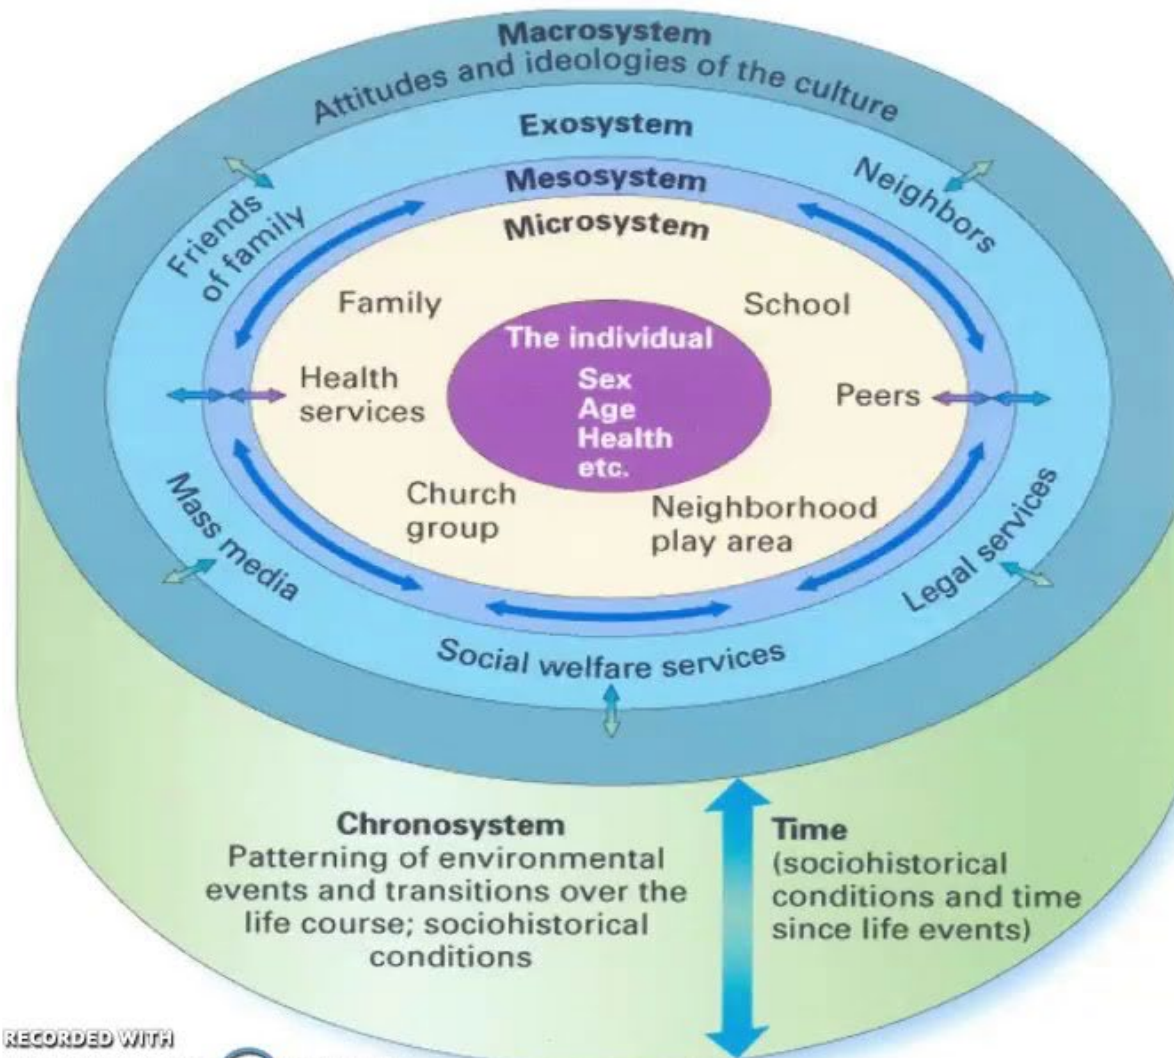 Macrosystem
Attitudes and ideologies of the culture
Exosystem
Mesosystem
Microsystem
Friends
of family
Neighbors
Family
School
The individual
Sex
Age
Health
etc.
Health
services
Peers
Church
group
Neighborhood
play area
Mass media
Legal services
Social welfare services
Chronosystem
Patterning of environmental
events and transitions over the
life course; sociohistorical
conditions
Time
(sociohistorical
conditions and time
since life events)
RECORDED WITH